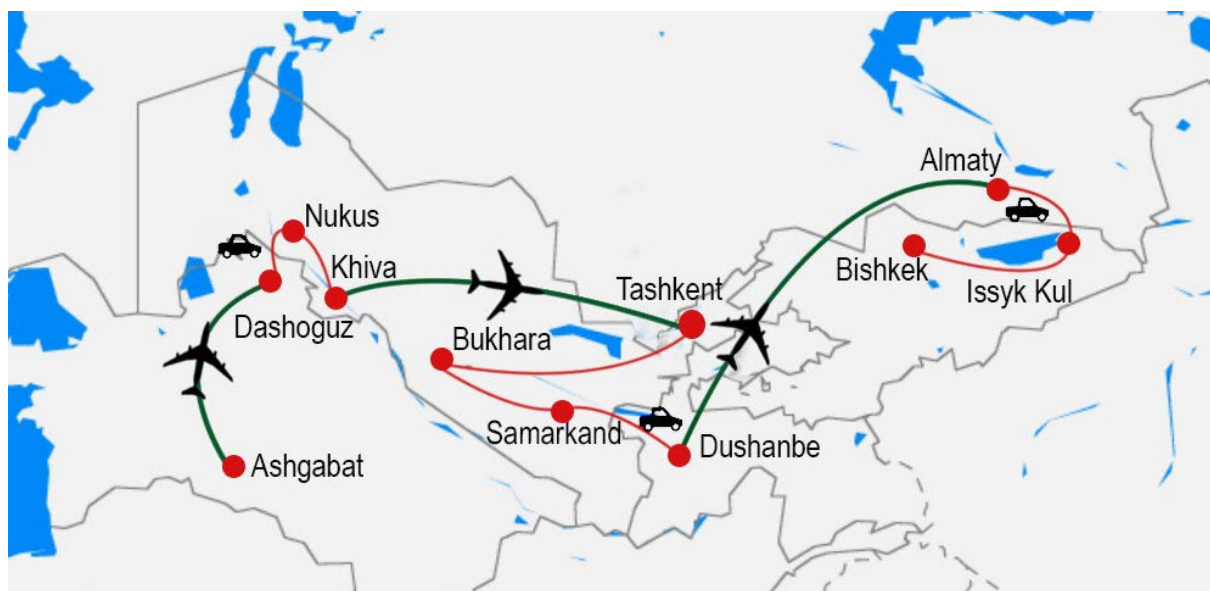 Almaty
Nukus
Khiva
Bishkek
Issyk Kul
Tashkent
Dashoguz
Bukhara
Samarkand
Dushanbe
Ashgabat